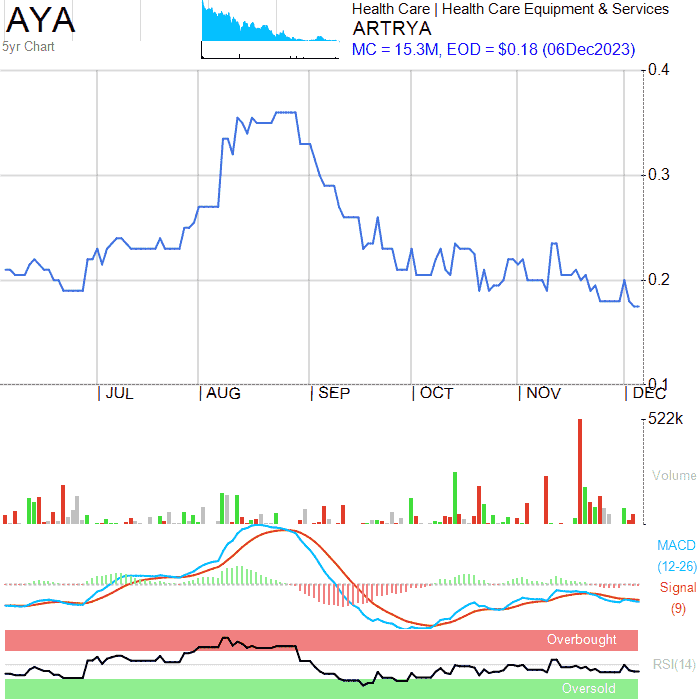 AYA
5yr Chart
Health Care | Health Care Equipment & Services
ARTRYA
MC = 15.3M, EOD = $0.18 (06Dec2023)
0.4
0.3
0.2
0.1
| JUL | AUG | SEP | OCT | NOV | DEC
522k
Volume
MACD
(12-26)
Signal
(9)
Overbought
RSI(14)
Oversold